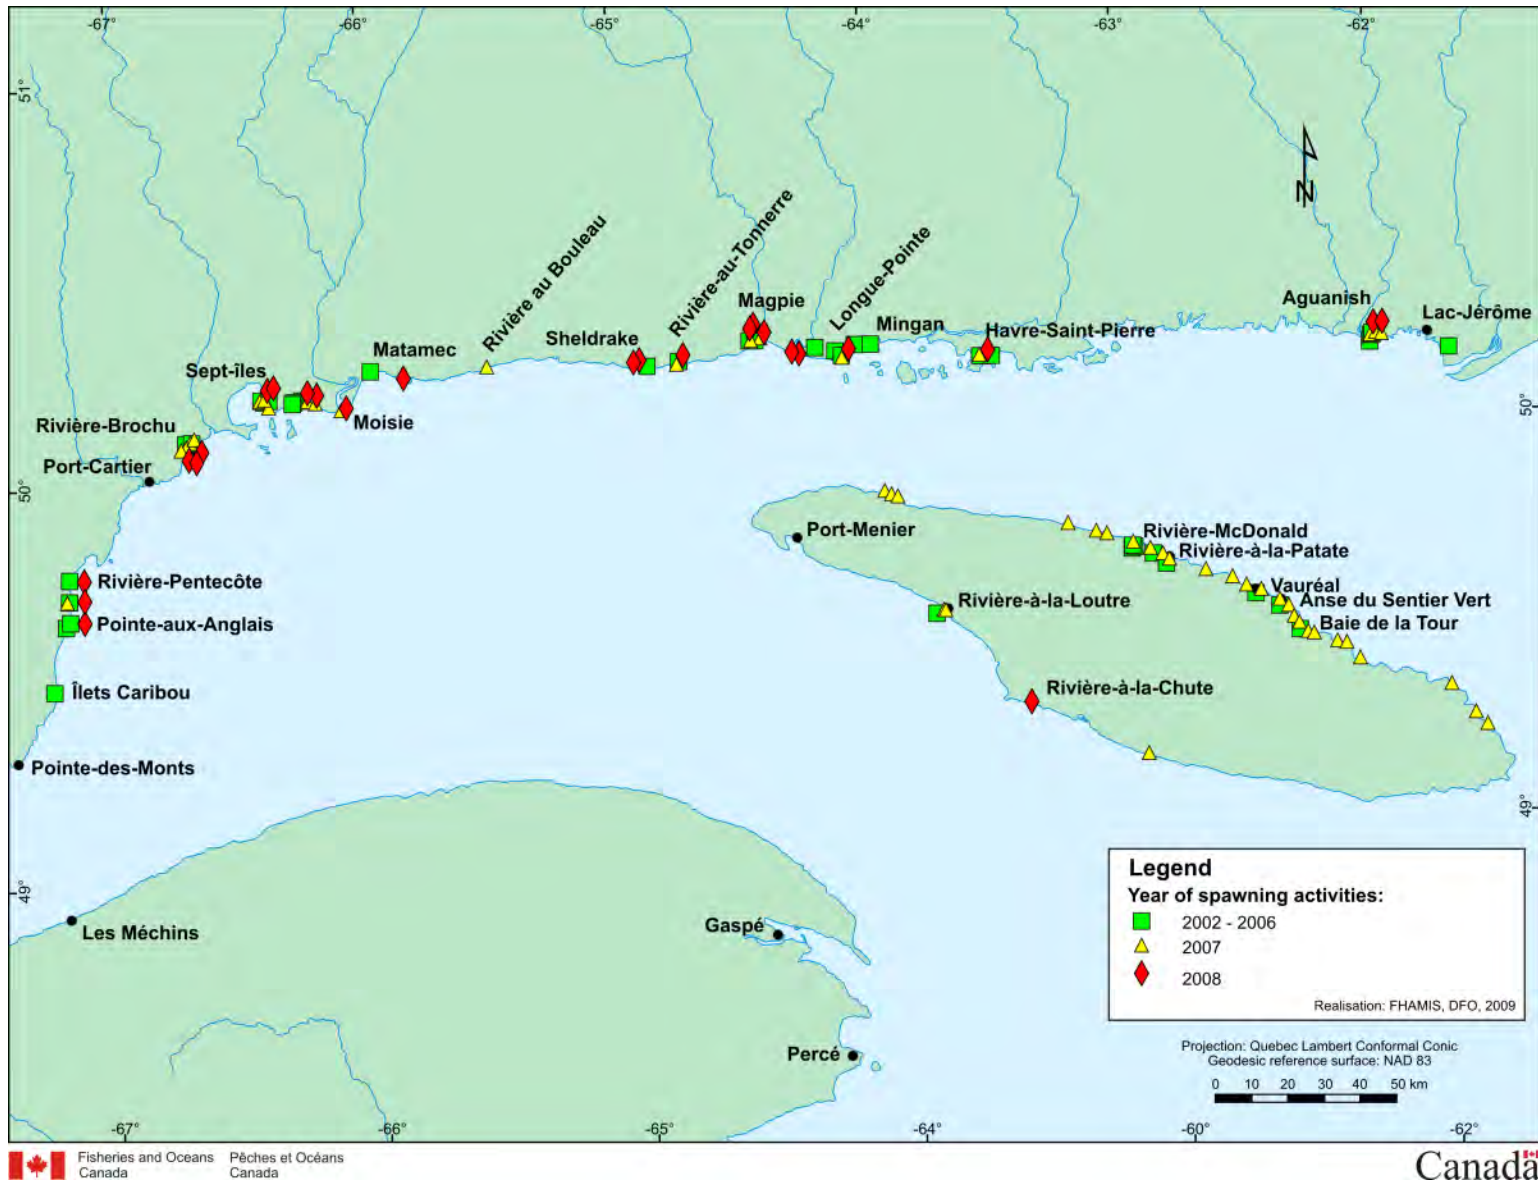 -67°
-66°
-65°
-64°
-63°
-62°
51°
51°
N
Rivière au Bouleau
Rivière-au-Tonnerre
Magpie
Longue-Pointe
Mingan
Aguanish
Lac-Jérôme
Sheldrake
Havre-Saint-Pierre
Matamec
Sept-îles
50°
Moisie
Rivière-Brochu
Port-Cartier
50°
Port-Menier
Rivière-McDonald
Rivière-à-la-Patate
Rivière-Pentecôte
Vauréal
Rivière-à-la-Loutre
Anse du Sentier Vert
Pointe-aux-Anglais
Baie de la Tour
Îlets Caribou
Rivière-à-la-Chute
Pointe-des-Monts
49°
49°
Legend
Year of spawning activities:
2002 - 2006
2007
2008
Realisation: FHAMIS, DFO, 2009
Les Méchins
Gaspé
Percé
Projection: Quebec Lambert Conformal Conic
Geodesic reference surface: NAD 83
0 10 20 30 40 50 km
-67°
-66°
-65°
-64°
-60°
-62°
Fisheries and Oceans
Canada
Pêches et Océans
Canada
Canada